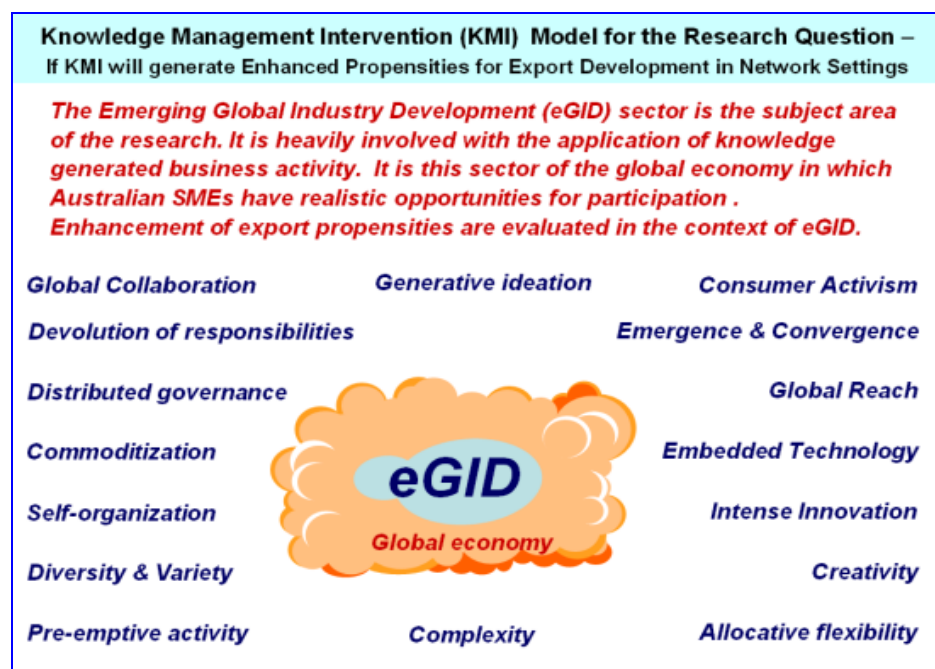 Knowledge Management Intervention (KMI) Model for the Research Question –
If KMI will generate Enhanced Propensities for Export Development in Network Settings
The Emerging Global Industry Development (eGID) sector is the subject area
of the research. It is heavily involved with the application of knowledge
generated business activity. It is this sector of the global economy in which
Australian SMEs have realistic opportunities for participation .
Enhancement of export propensities are evaluated in the context of eGID.
Global Collaboration
Generative ideation
Consumer Activism
Devolution of responsibilities
Emergence & Convergence
Distributed governance
Global Reach
Commoditization
Embedded Technology
eGID
Self-organization
Intense Innovation
Global economy
Diversity & Variety
Creativity
Pre-emptive activity
Complexity
Allocative flexibility